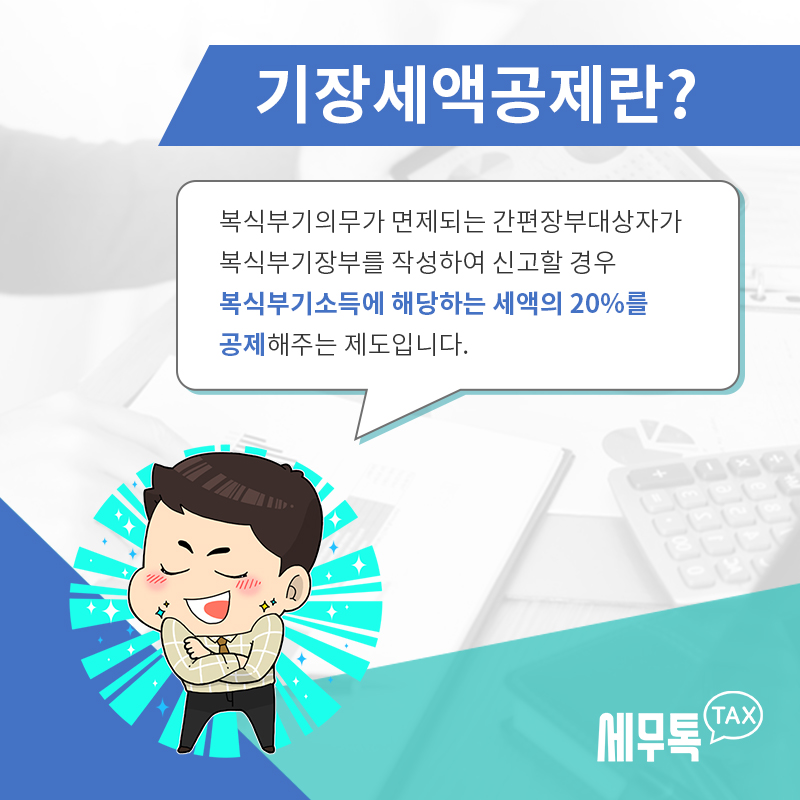 기장세액공제란?
복식부기의무가 면제되는 간편장부대상자가
복식부기장부를 작성하여 신고할 경우
복식부기소득에 해당하는 세액의 20%를
공제해주는 제도입니다.
세무톡 TAX